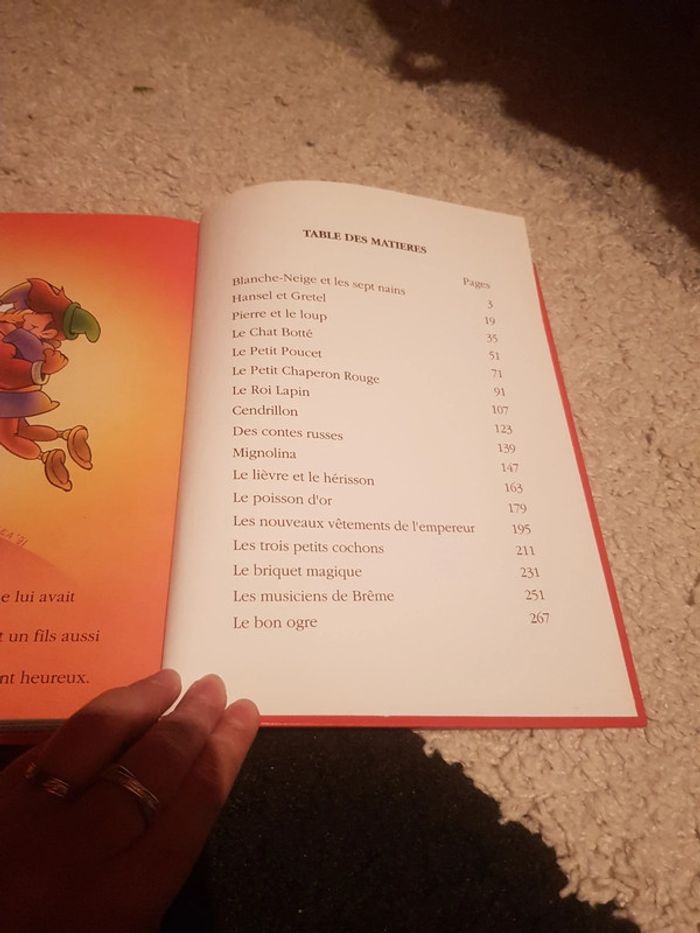 e lui avait
t un fils aussi
nt heureux.
TABLE DES MATIERES
Pages
Blanche-Neige et les sept nains 3
Hansel et Gretel 19
Pierre et le loup 35
Le Chat Botté 51
Le Petit Poucet 71
Le Petit Chaperon Rouge 91
Le Roi Lapin 107
Cendrillon 123
Des contes russes 139
Mignolina 147
Le lièvre et le hérisson 163
Le poisson d'or 179
Les nouveaux vêtements de l'empereur 195
Les trois petits cochons 211
Le briquet magique 231
Les musiciens de Brême 251
Le bon ogre 267